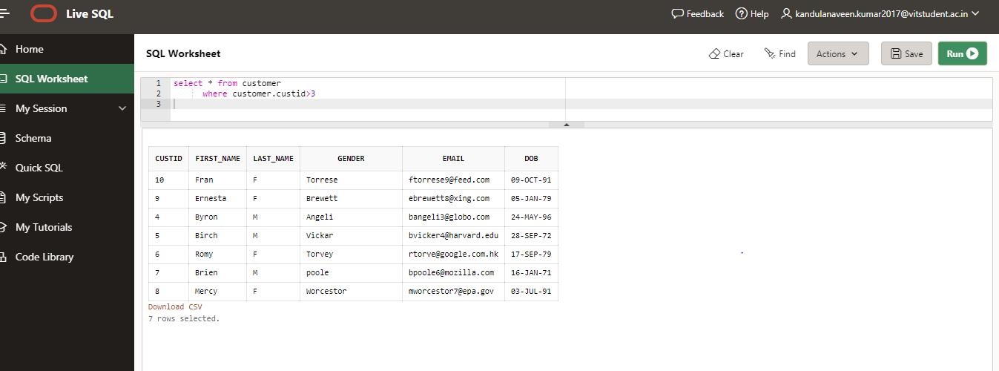 Live SQL
Feedback
Help
kandulanaveen.kumar2017@vitstudent.ac.in
Home
SQL Worksheet
My Session
Schema
Quick SQL
My Scripts
My Tutorials
Code Library
SQL Worksheet
Clear
Find
Actions
Save
Run
1 select * from customer
2 where customer.custid>3
3
CUSTID FIRST_NAME LAST_NAME GENDER EMAIL DOB
10 Fran F Torrese ftorrese9@feed.com 09-OCT-91
9 Ernesta F Brewett ebrewett8@xing.com 05-JAN-79
4 Byron M Angeli bangeli3@globo.com 24-MAY-96
5 Birch M Vickar bvicker4@harvard.edu 28-SEP-72
6 Romy F Torvey rtorve@google.com.hk 17-SEP-79
7 Brien M poole bpoole6@mozilla.com 16-JAN-71
8 Mercy F Worcestor mworcestor7@epa.gov 03-JUL-91
Download CSV
7 rows selected.